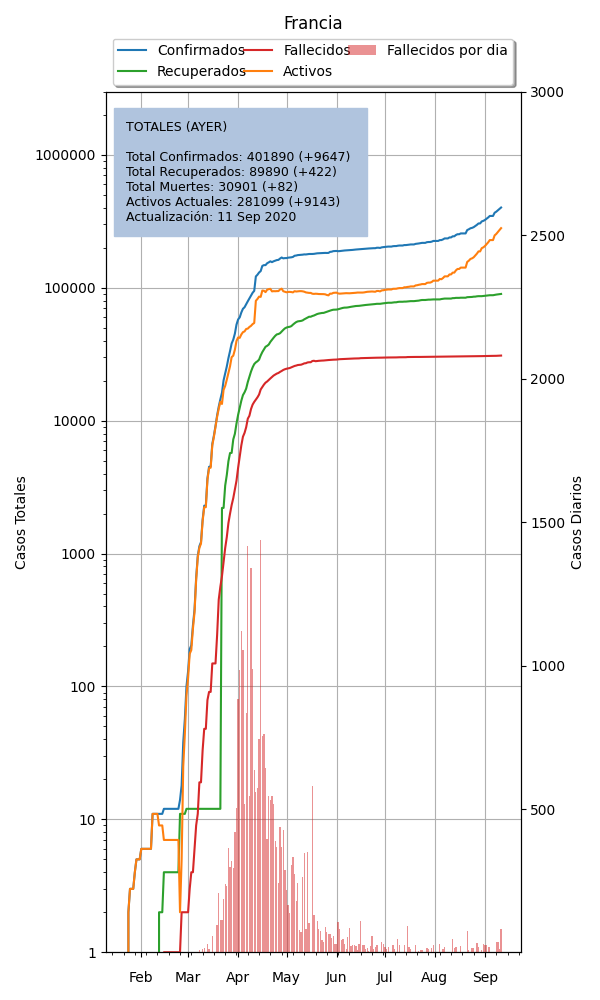 Francia
Confirmados
Recuperados
Fallecidos
Activos
Fallecidos por dia
TOTALES (AYER)
Total Confirmados: 401890 (+9647)
Total Recuperados: 89890 (+422)
Total Muertes: 30901 (+82)
Activos Actuales: 281099 (+9143)
Actualización: 11 Sep 2020
Casos Totales
1000000
100000
10000
1000
100
10
1
Casos Diarios
3000
2500
2000
1500
1000
500
Feb Mar Apr May Jun Jul Aug Sep